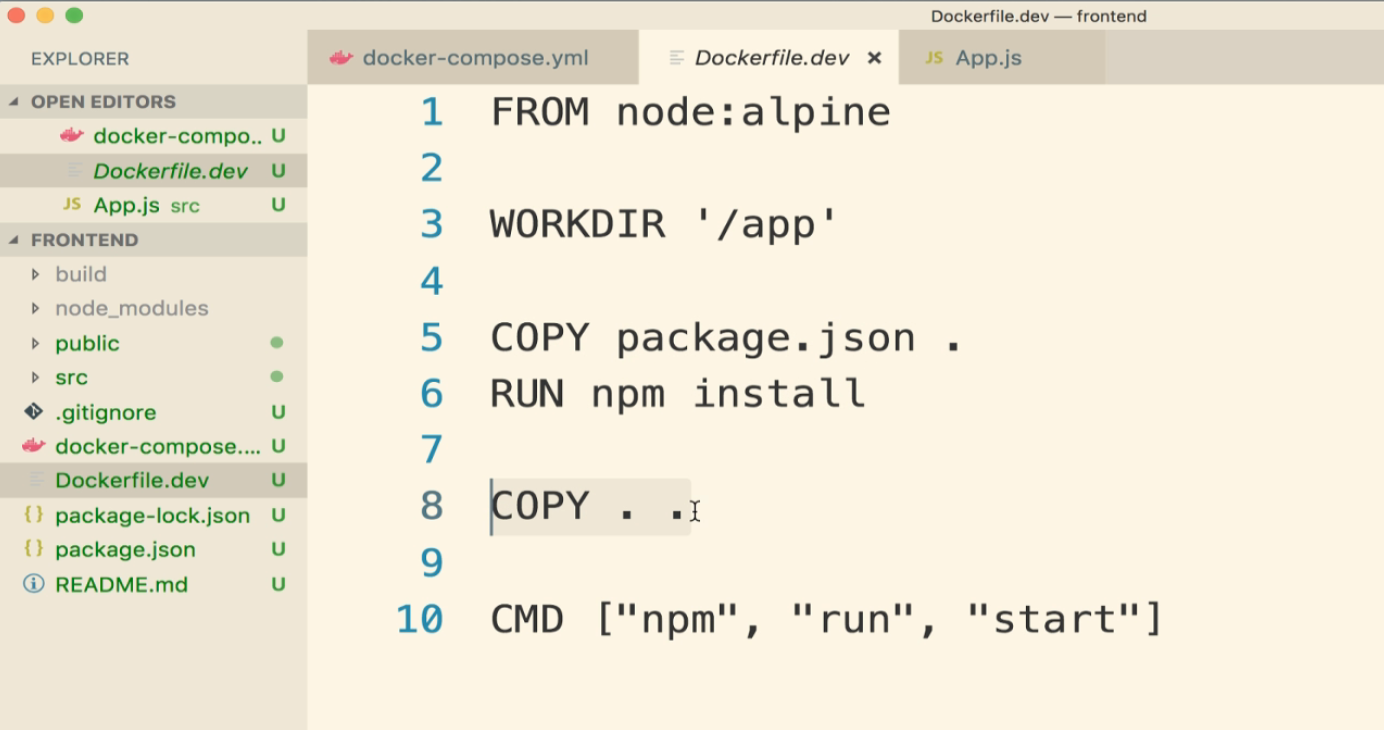 Dockerfile.dev — frontend
EXPLORER
docker-compose.yml
Dockerfile.dev ×
JS App.js
OPEN EDITORS
docker-compo.. U
Dockerfile.dev U
JS App.js src U
FRONTEND
build
node_modules
public
src
.gitignore U
docker-compose.... U
Dockerfile.dev U
{} package-lock.json U
{} package.json U
README.md U
1 FROM node:alpine
2
3 WORKDIR '/app'
4
5 COPY package.json .
6 RUN npm install
7
8 COPY . .
9
10 CMD ["npm", "run", "start"]